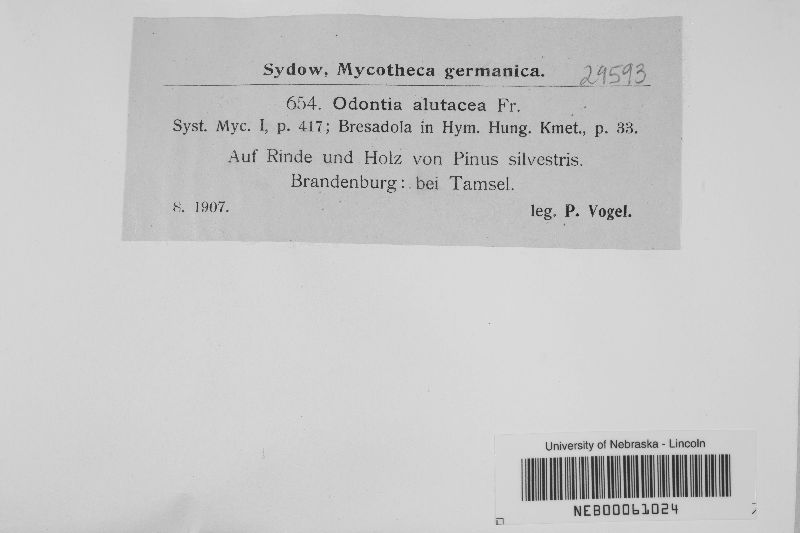 Sydow, Mycotheca germanica. 29593
654. Odontia alutacea Fr.
Syst. Myc. I, p. 417; Bresadola in Hym. Hung. Kmet., p. 33.
Auf Rinde und Holz von Pinus silvestris.
Brandenburg: bei Tamsel.
8. 1907. leg. P. Vogel.
University of Nebraska - Lincoln
NEB00061024